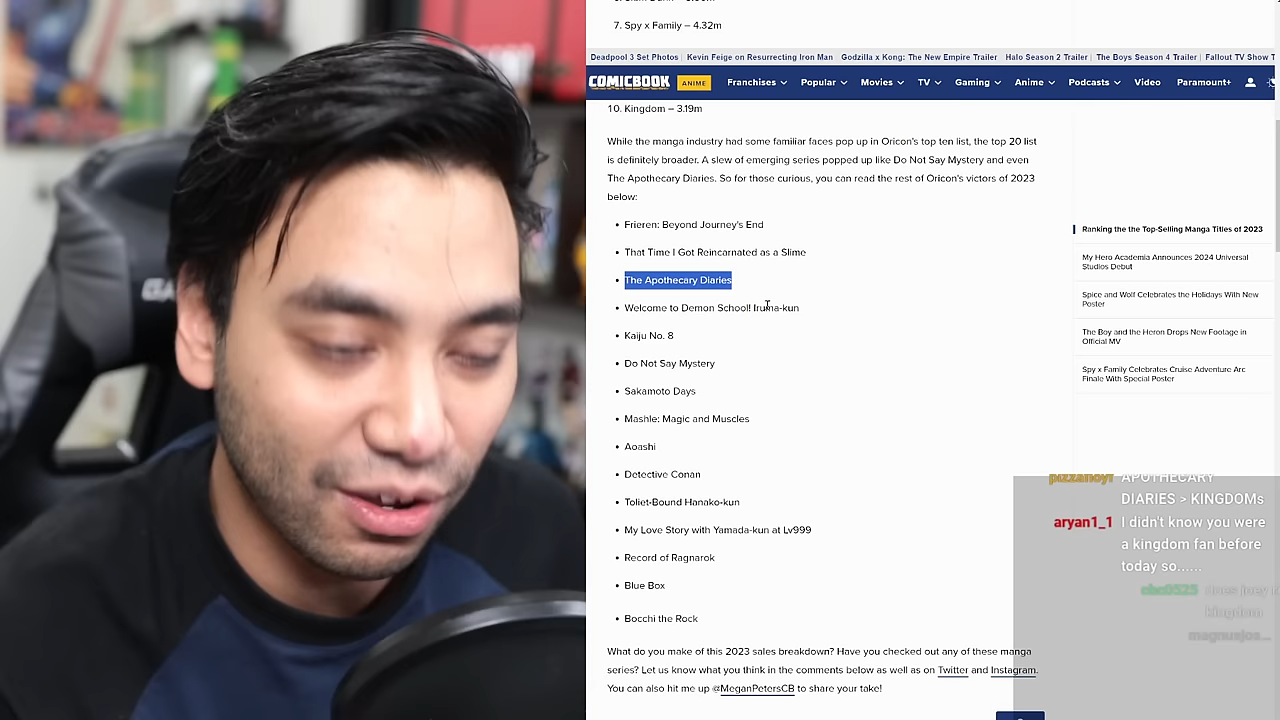 7. Spy x Family – 4.32m
Deadpool 3 Set Photos | Kevin Feige on Resurrecting Iron Man Godzilla x Kong: The New Empire Trailer Halo Season 2 Trailer | The Boys Season 4 Trailer | Fallout TV Show T
COMICBOOK ANIME Franchises Popular Movies TV Gaming Anime Podcasts Video Paramount+
10. Kingdom – 3.19m
While the manga industry had some familiar faces pop up in Oricon's top ten list, the top 20 list
is definitely broader. A slew of emerging series popped up like Do Not Say Mystery and even
The Apothecary Diaries. So for those curious, you can read the rest of Oricon's victors of 2023
below:
• Frieren: Beyond Journey's End
• That Time I Got Reincarnated as a Slime
• The Apothecary Diaries
• Welcome to Demon School! Iruma-kun
• Kaiju No. 8
• Do Not Say Mystery
• Sakamoto Days
• Mashle: Magic and Muscles
• Aoashi
• Detective Conan
• Toliet-Bound Hanako-kun
• My Love Story with Yamada-kun at Lv999
• Record of Ragnarok
• Blue Box
• Bocchi the Rock
What do you make of this 2023 sales breakdown? Have you checked out any of these manga
series? Let us know what you think in the comments below as well as on Twitter and Instagram.
You can also hit me up @MeganPetersCB to share your take!
Ranking the the Top-Selling Manga Titles of 2023
My Hero Academia Announces 2024 Universal
Studios Debut
Spice and Wolf Celebrates the Holidays With New
Poster
The Boy and the Heron Drops New Footage in
Official MV
Spy x Family Celebrates Cruise Adventure Arc
Finale With Special Poster
APOTHECARY
DIARIES > KINGDOMs
aryan1_1 I didn't know you were
a kingdom fan before
today so......
does joey
kingdom